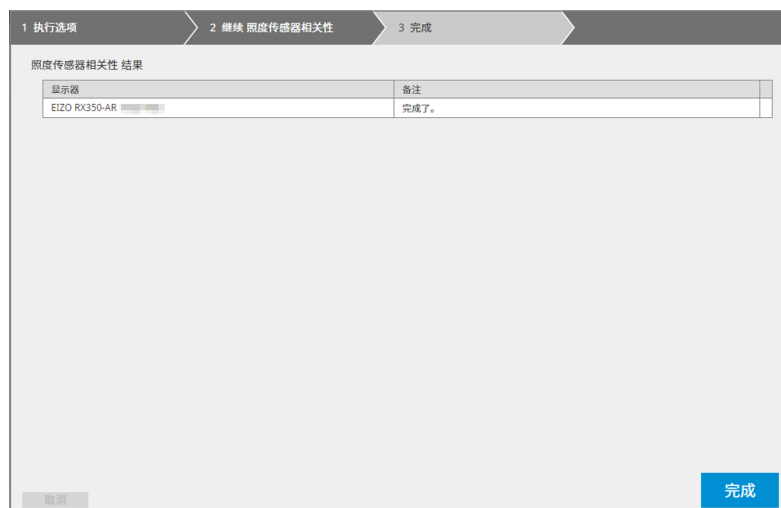 1 执行选项
2 继续 照度传感器相关性
3 完成
照度传感器相关性 结果
显示器 备注
EIZO RX350-AR 完成了。
取消
完成